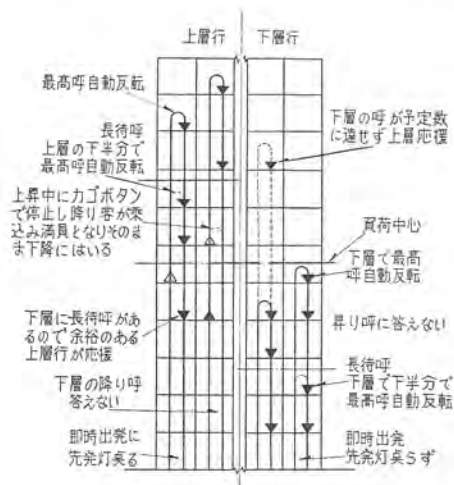 上層行
下層行
最高呼自動反転
長待呼
上層の下半分で
最高呼自動反転
上昇中にカゴボタン
で停止し降り客が乗
込み満員となりそのま
ま下降にはいる
下層に長待呼があ
るので余裕のある
上層行が応援
下層の降り呼
答えない
即時出発に
先発灯点る
下層の呼が予定数
に達せず上層応援
負荷中心
下層で最高
呼自動反転
昇り呼に答えない
長待呼
下層で下半分で
最高呼自動反転
即時出発
先発灯点らず